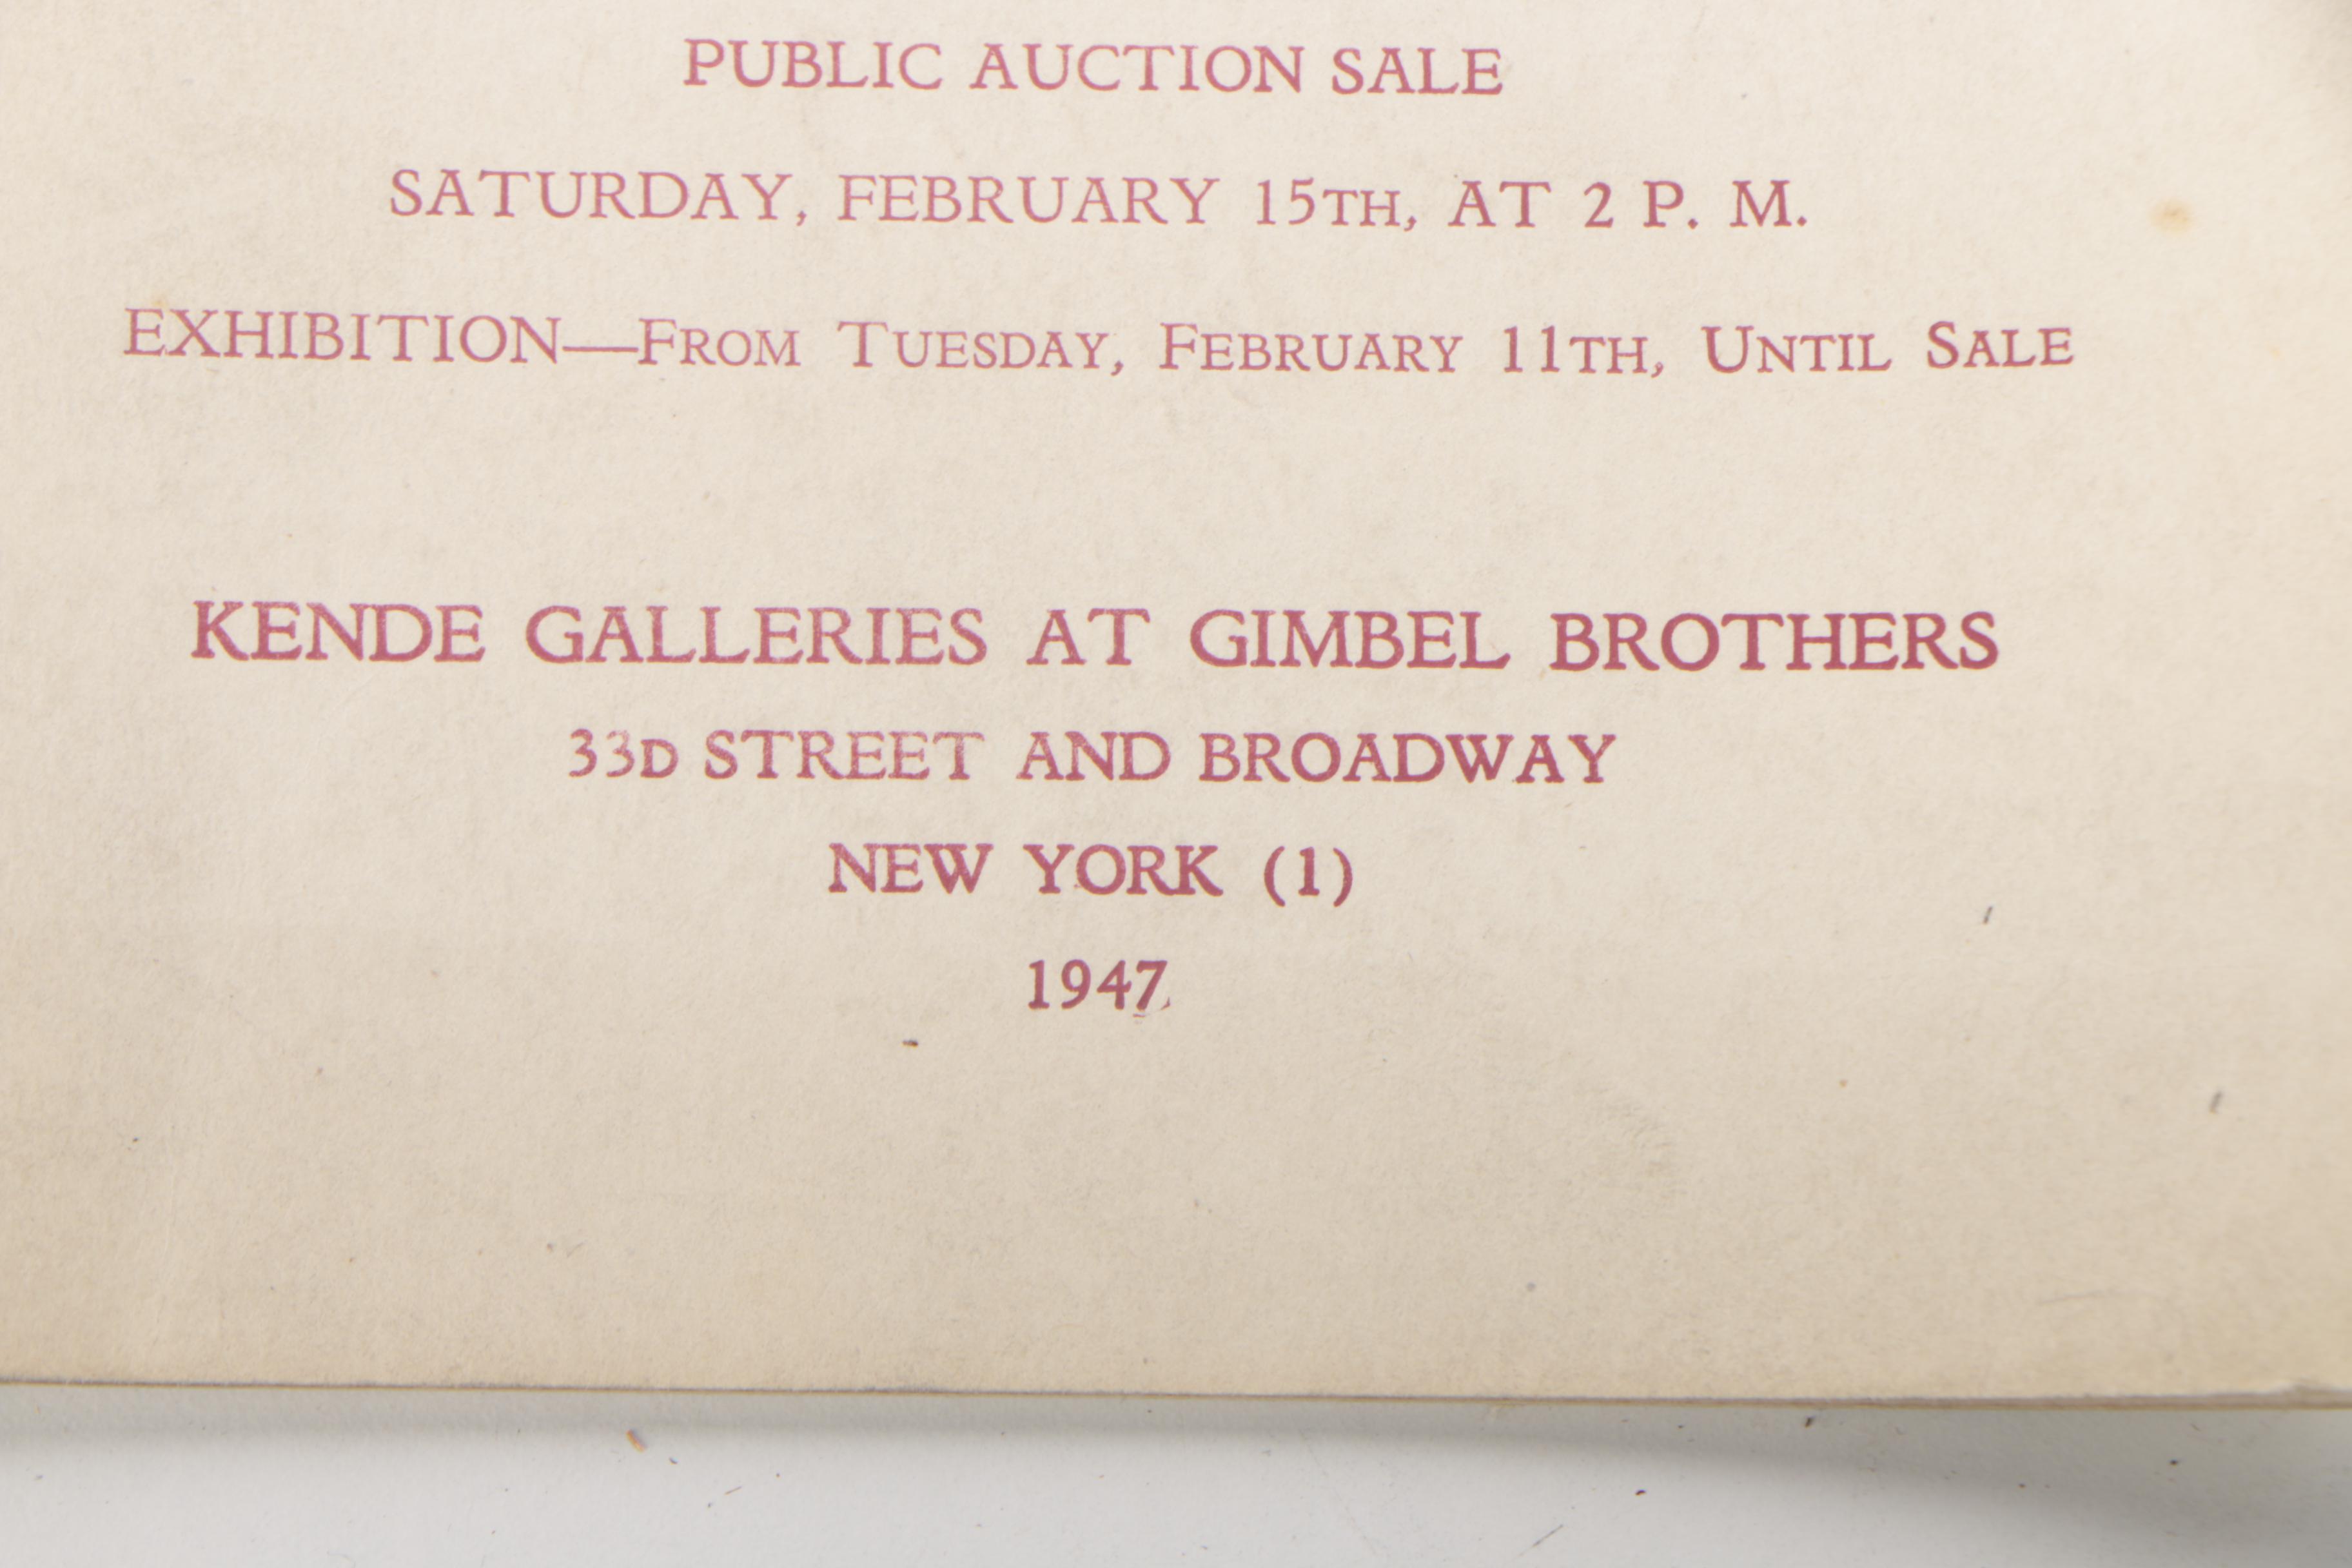 PUBLIC AUCTION SALE
SATURDAY, FEBRUARY 15TH, AT 2 P. M.
EXHIBITION—FROM TUESDAY, FEBRUARY 11TH, UNTIL SALE
KENDE GALLERIES AT GIMBEL BROTHERS
33D STREET AND BROADWAY
NEW YORK (1)
1947